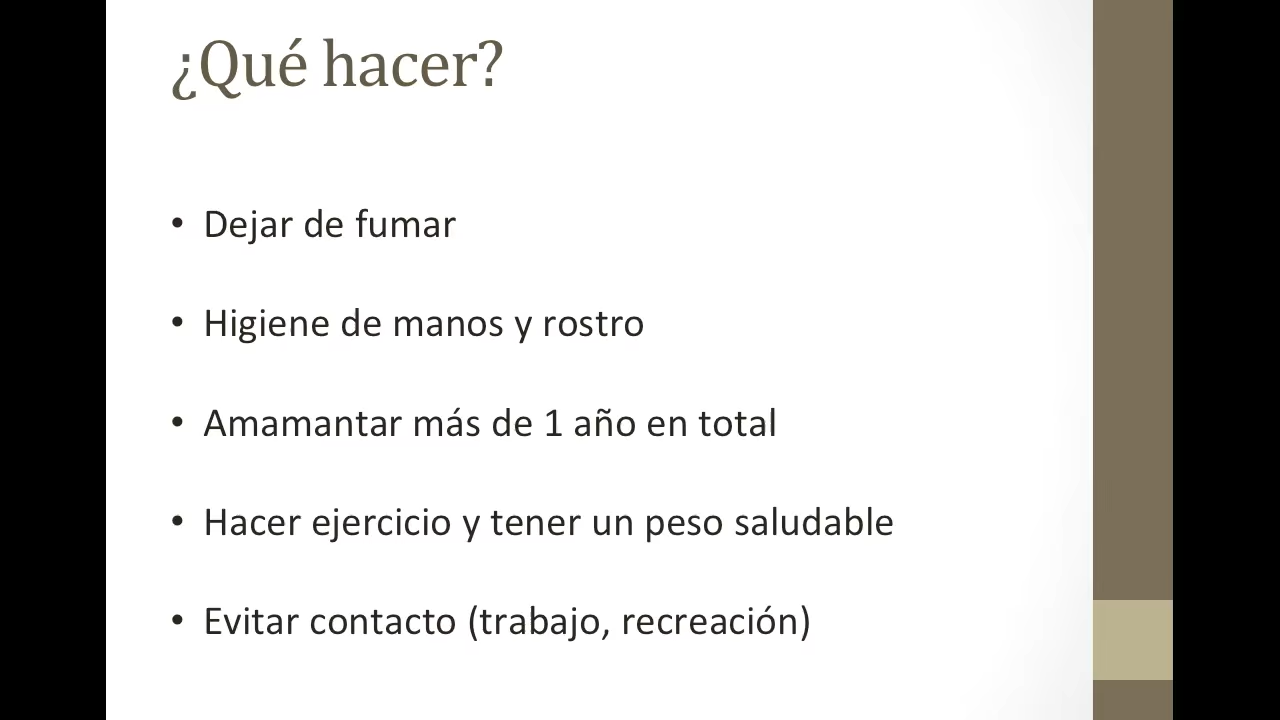 ¿Qué hacer?
• Dejar de fumar
• Higiene de manos y rostro
• Amamantar más de 1 año en total
• Hacer ejercicio y tener un peso saludable
• Evitar contacto (trabajo, recreación)